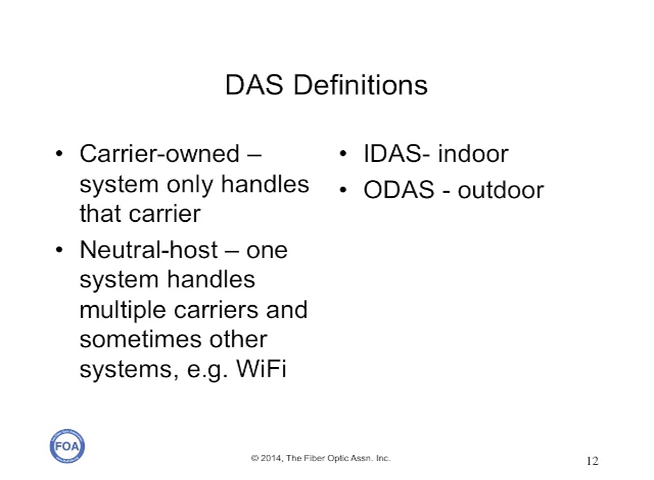 DAS Definitions
• Carrier-owned –
system only handles
that carrier
• Neutral-host – one
system handles
multiple carriers and
sometimes other
systems, e.g. WiFi
• IDAS- indoor
• ODAS - outdoor
FOA
© 2014, The Fiber Optic Assn. Inc.
12